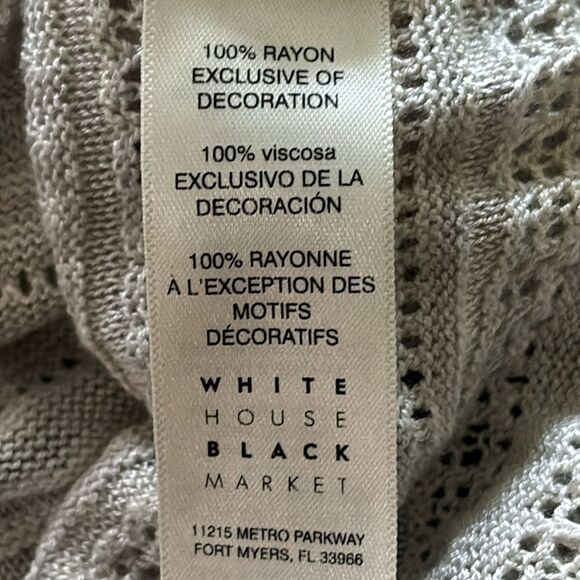 100% RAYON
EXCLUSIVE OF
DECORATION
100% viscosa
EXCLUSIVO DE LA
DECORACIÓN
100% RAYONNE
À L'EXCEPTION DES
MOTIFS
DÉCORATIFS
WHITE
HOUSE
BLACK
MARKET
11215 METRO PARKWAY
FORT MYERS, FL 33966